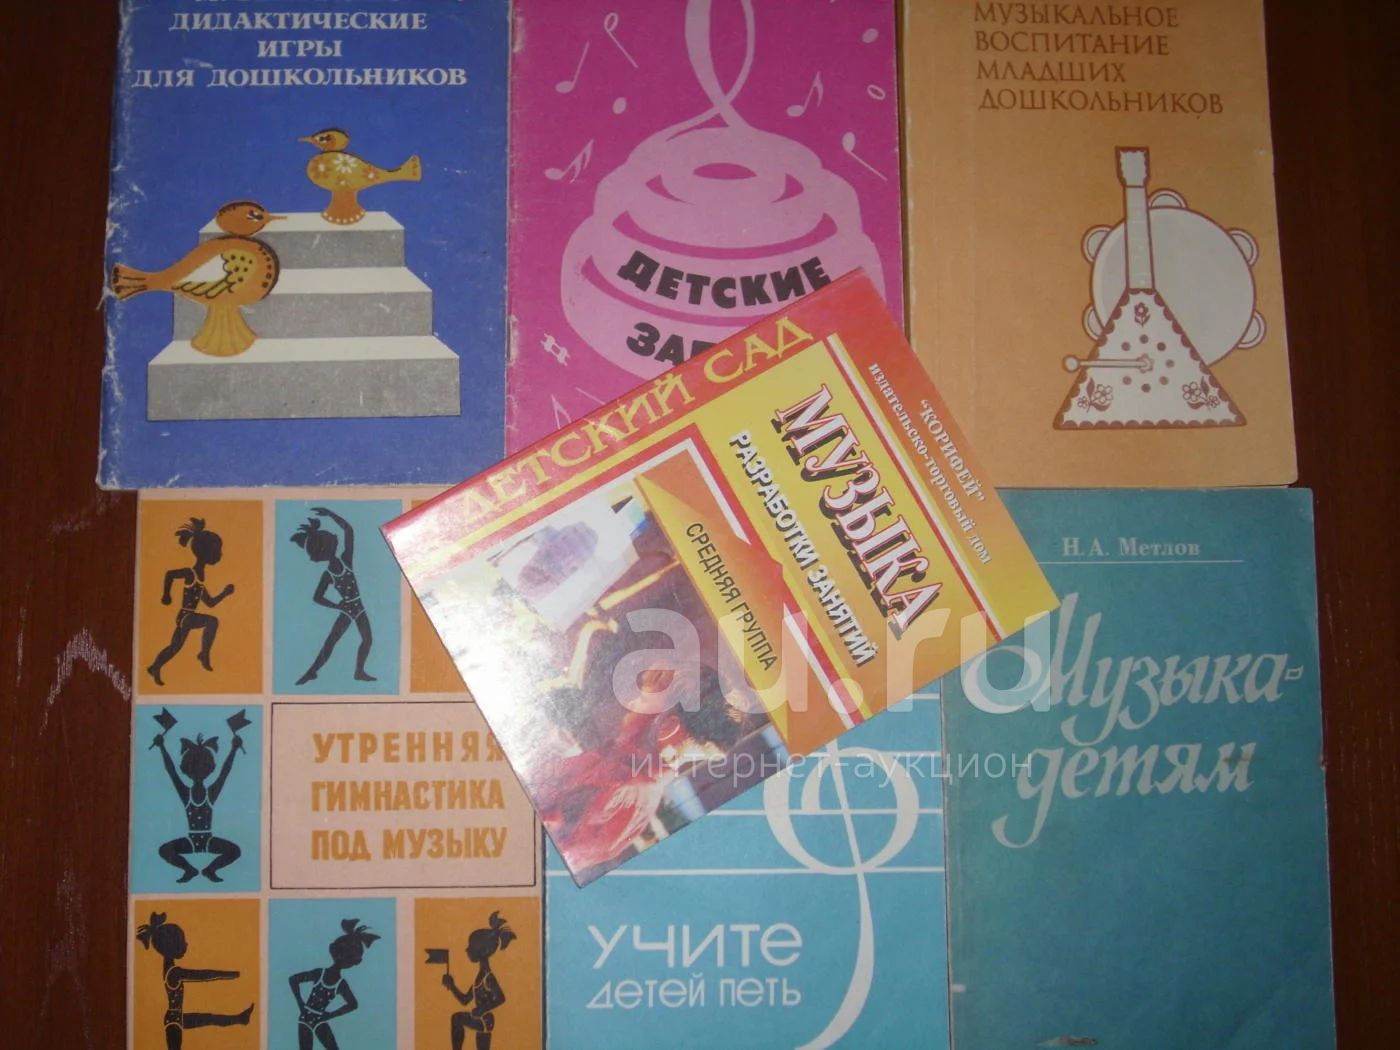 ДИДАКТИЧЕСКИЕ
ИГРЫ
ДЛЯ ДОШКОЛЬНИКОВ
ДЕТСКИЕ
МУЗЫКАЛЬНОЕ
ВОСПИТАНИЕ
МЛАДШИХ
ДОШКОЛЬНИКОВ
ДЕТСКИЙ САД
"КОРИФЕЙ"
издательско-торговый дом
МУЗЫКА
РАЗРАБОТКИ ЗАНЯТИЙ
СРЕДНЯЯ ГРУППА
УТРЕННЯЯ
ГИМНАСТИКА
ПОД МУЗЫКУ
УЧИТЕ
ДЕТЕЙ ПЕТЬ
Н.А. Метлов
Музыка-
детям
au.ru
интернет-аукцион